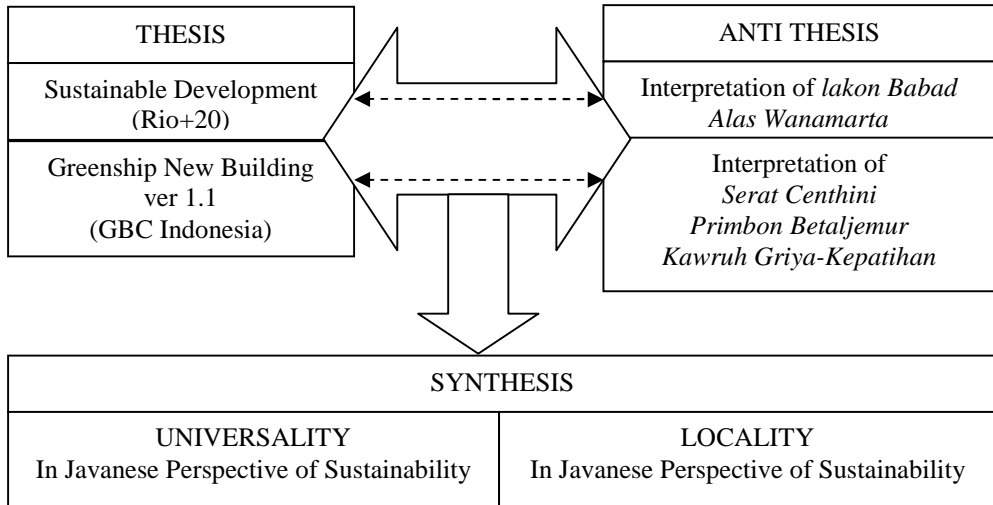 THESIS
Sustainable Development
(Rio+20)
Greenship New Building
ver 1.1
(GBC Indonesia)
ANTI THESIS
Interpretation of lakon Babad
Alas Wanamarta
Interpretation of
Serat Centhini
Primbon Betaljemur
Kawruh Griya-Kepatihan
SYNTHESIS
UNIVERSALITY
In Javanese Perspective of Sustainability
LOCALITY
In Javanese Perspective of Sustainability